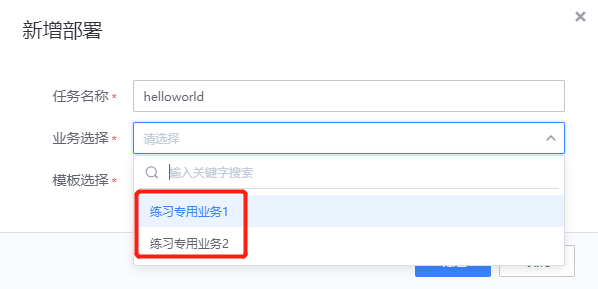 新增部署
任务名称 *
helloworld
业务选择 *
请选择
输入关键字搜索
模板选择 *
练习专用业务1
练习专用业务2